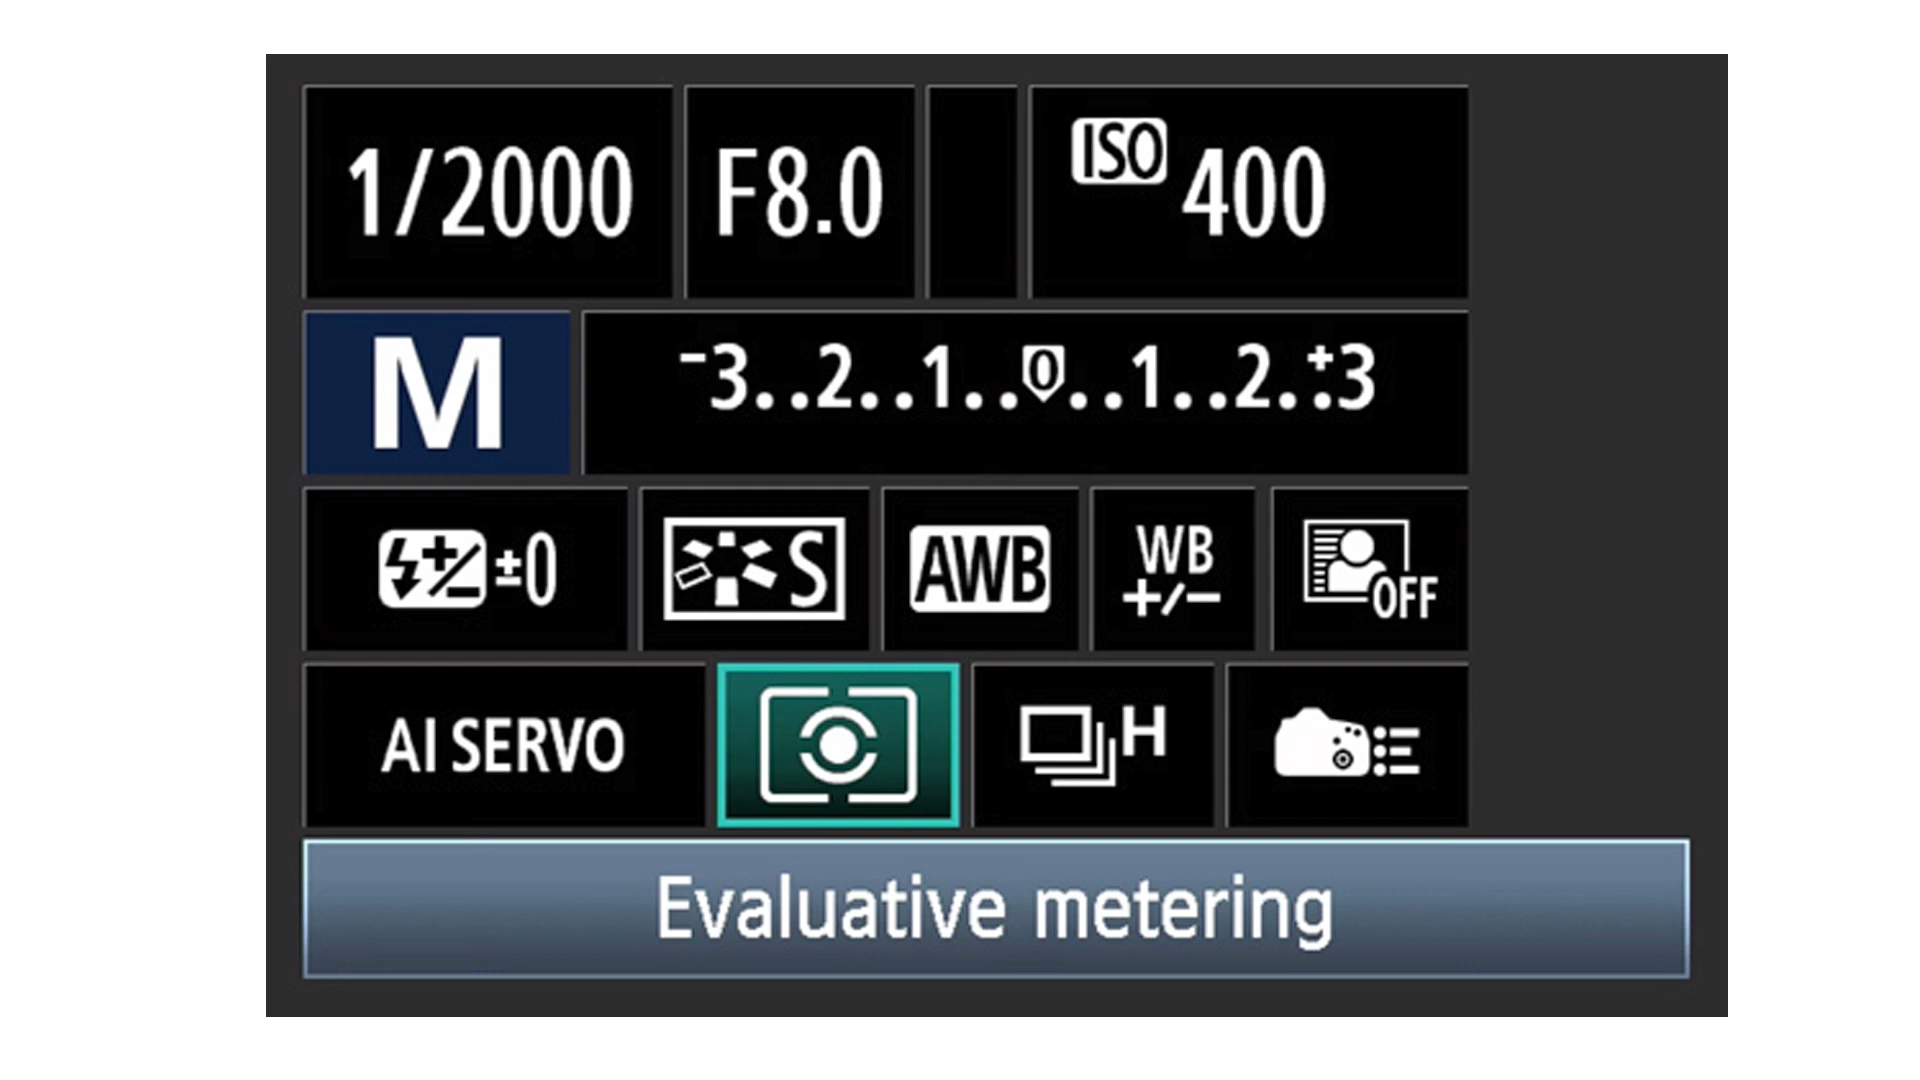 1/2000 F8.0 ISO 400
M -3..2..1..0..1..2..+3
±0 S AWB WB +/- OFF
AI SERVO H
Evaluative metering